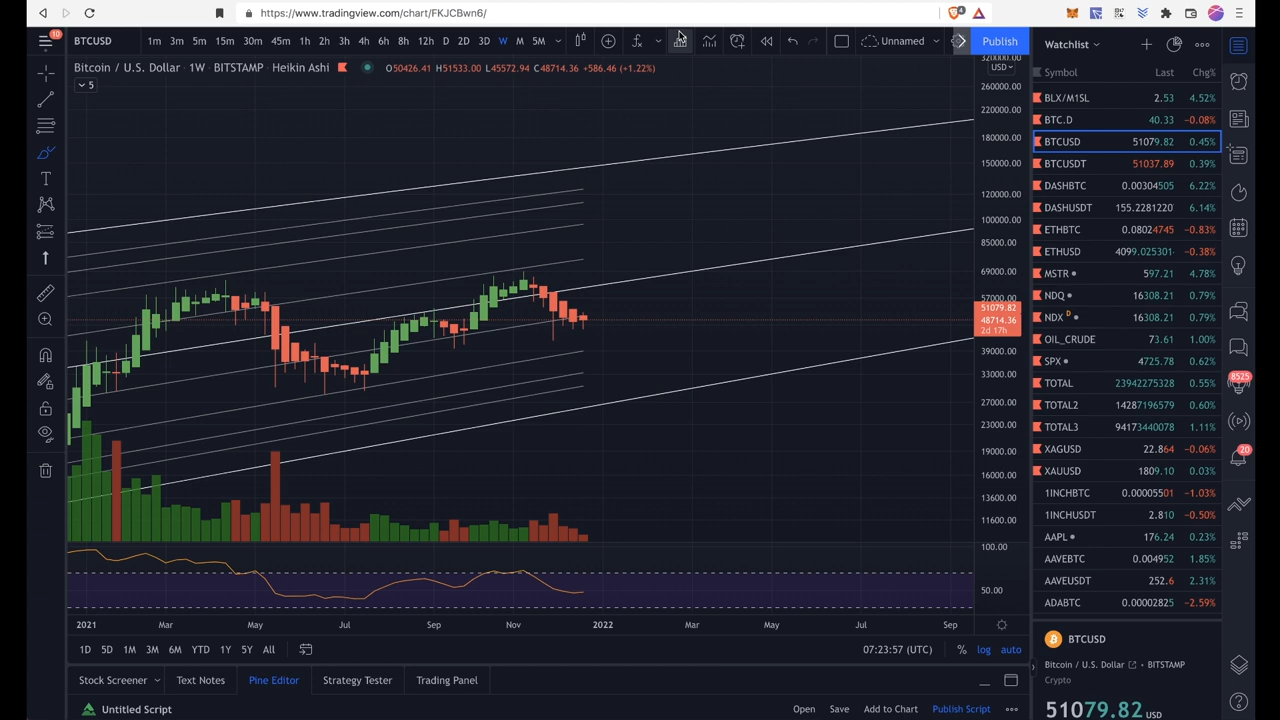 https://www.tradingview.com/chart/FKJCBwn6/
4
10
BTCUSD 1m 3m 5m 15m 30m 1h 2h 3h 4h 6h 8h 12h D 2D 3D W M 5M Unnamed Publish
Bitcoin / U.S. Dollar · 1W · BITSTAMP · Heikin Ashi O50426.41 H51533.00 L45572.94 C48714.36 +586.46 (+1.22%)
5
USD
260000.00
220000.00
180000.00
150000.00
120000.00
100000.00
85000.00
69000.00
57000.00
51079.82
48714.36
2d 17h
39000.00
33000.00
27000.00
23000.00
19000.00
16000.00
13600.00
11600.00
100.00
50.00
2021 Mar May Jul Sep Nov 2022 Mar May Jul Sep
1D 5D 1M 3M 6M YTD 1Y 5Y All 07:23:57 (UTC) % log auto
Stock Screener Text Notes Pine Editor Strategy Tester Trading Panel
Untitled Script Open Save Add to Chart Publish Script
Watchlist
Symbol Last Chg%
BLX/M1SL 2.53 4.52%
BTC.D 40.33 −0.08%
BTCUSD 51079.82 0.45%
BTCUSDT 51037.89 0.39%
DASHBTC 0.00304505 6.22%
DASHUSDT 155.2281220 6.14%
ETHBTC 0.08024745 −0.83%
ETHUSD 4099.025301 −0.38%
MSTR 597.21 4.78%
NDQ 16308.21 0.79%
NDX D 16308.21 0.79%
OIL_CRUDE 73.61 1.00%
SPX 4725.78 0.62%
TOTAL 23942275328 0.55%
TOTAL2 14287196579 0.60%
TOTAL3 94173440078 1.11%
XAGUSD 22.864 −0.06%
XAUUSD 1809.10 0.03%
1INCHBTC 0.00005501 −1.03%
1INCHUSDT 2.810 −0.50%
AAPL 176.24 0.23%
AAVEBTC 0.004952 1.85%
AAVEUSDT 252.6 2.31%
ADABTC 0.00002825 −2.59%
BTCUSD
Bitcoin / U.S. Dollar · BITSTAMP
Crypto
51079.82 USD
8525
20